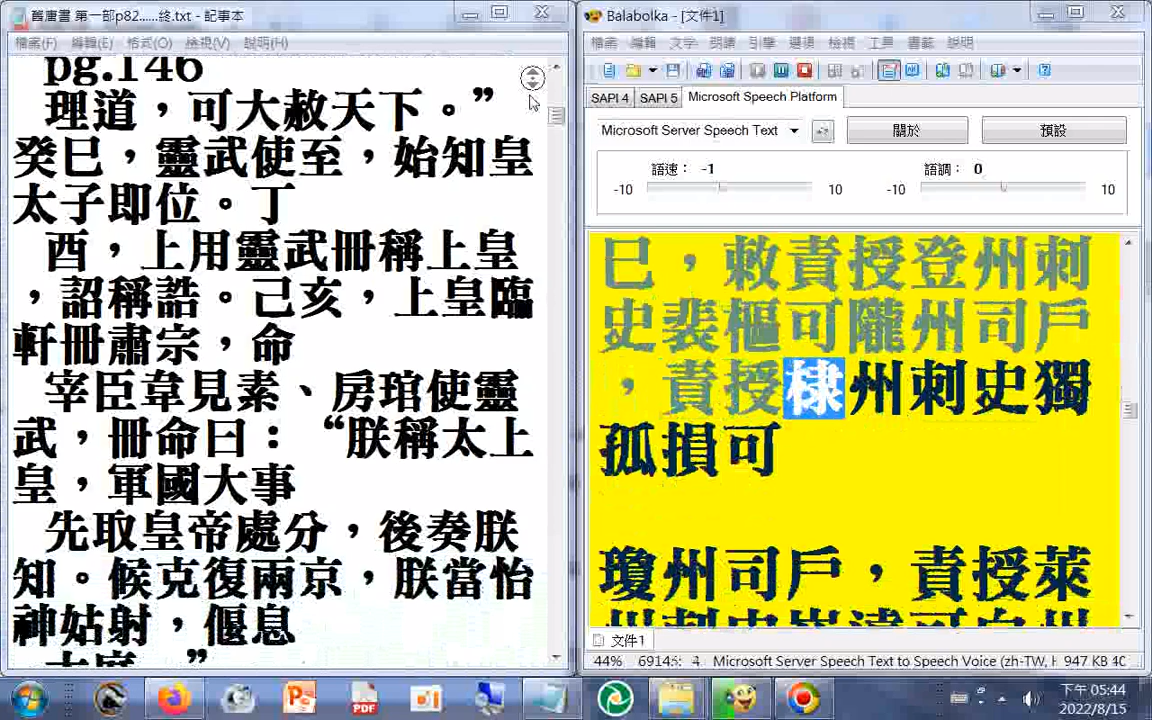 舊唐書 第一部p82......終.txt - 記事本
檔案(F) 編輯(E) 格式(O) 檢視(V) 說明(H)
pg.146
理道，可大赦天下。”
癸巳，靈武使至，始知皇
太子即位。丁
酉，上用靈武冊稱上皇
，詔稱誥。己亥，上皇臨
軒冊肅宗，命
宰臣韋見素、房琯使靈
武，冊命曰：“朕稱太上
皇，軍國大事
先取皇帝處分，後奏朕
知。候克復兩京，朕當怡
神姑射，偃息
Balabolka - [文件1]
檔案 編輯 文字 朗讀 引擎 選項 檢視 工具 書籤 說明
SAPI 4 SAPI 5 Microsoft Speech Platform
Microsoft Server Speech Text 關於 預設
語速： -1 語調： 0
-10 10 -10 10
巳，敕責授登州刺
史裴樞可隴州司戶
，責授棣州刺史獨
孤損可
瓊州司戶，責授萊
文件1
44% Microsoft Server Speech Text to Speech Voice (zh-TW, H 947 KB
下午 05:44
2022/8/15